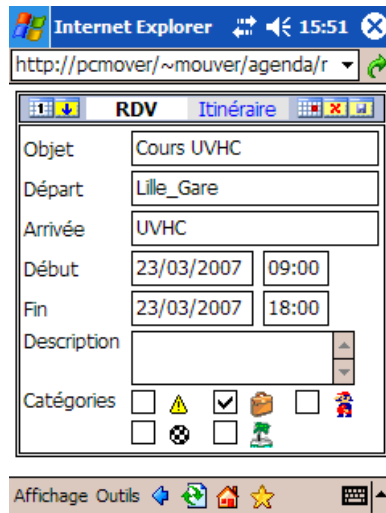 Internet Explorer 15:51
http://pcmover/~mouver/agenda/r
1 RDV Itinéraire
Objet Cours UVHC
Départ Lille_Gare
Arrivée UVHC
Début 23/03/2007 09:00
Fin 23/03/2007 18:00
Description
Catégories
Affichage Outils